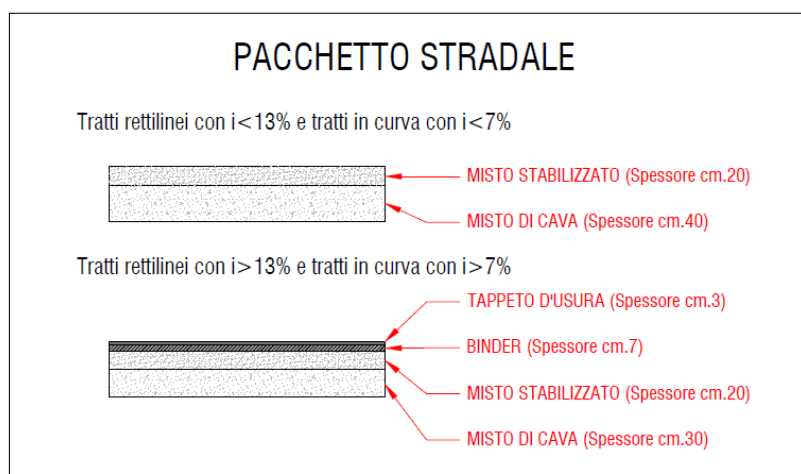 PACCHETTO STRADALE
Tratti rettilinei con i<13% e tratti in curva con i<7%
MISTO STABILIZZATO (Spessore cm.20)
MISTO DI CAVA (Spessore cm.40)
Tratti rettilinei con i>13% e tratti in curva con i>7%
TAPPETO D'USURA (Spessore cm.3)
BINDER (Spessore cm.7)
MISTO STABILIZZATO (Spessore cm.20)
MISTO DI CAVA (Spessore cm.30)